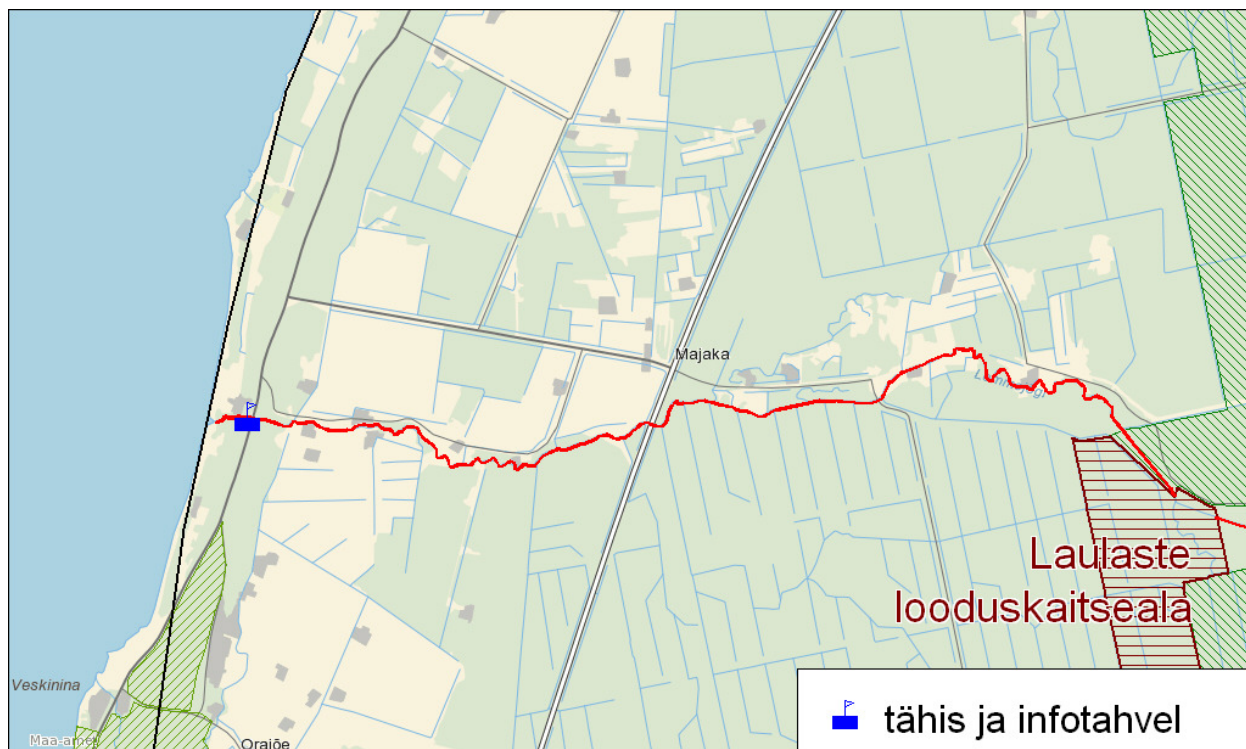 Majaka
Laulaste
looduskaitseala
Veskinina
Maa-amet
Orajõe
tähis ja infotahvel